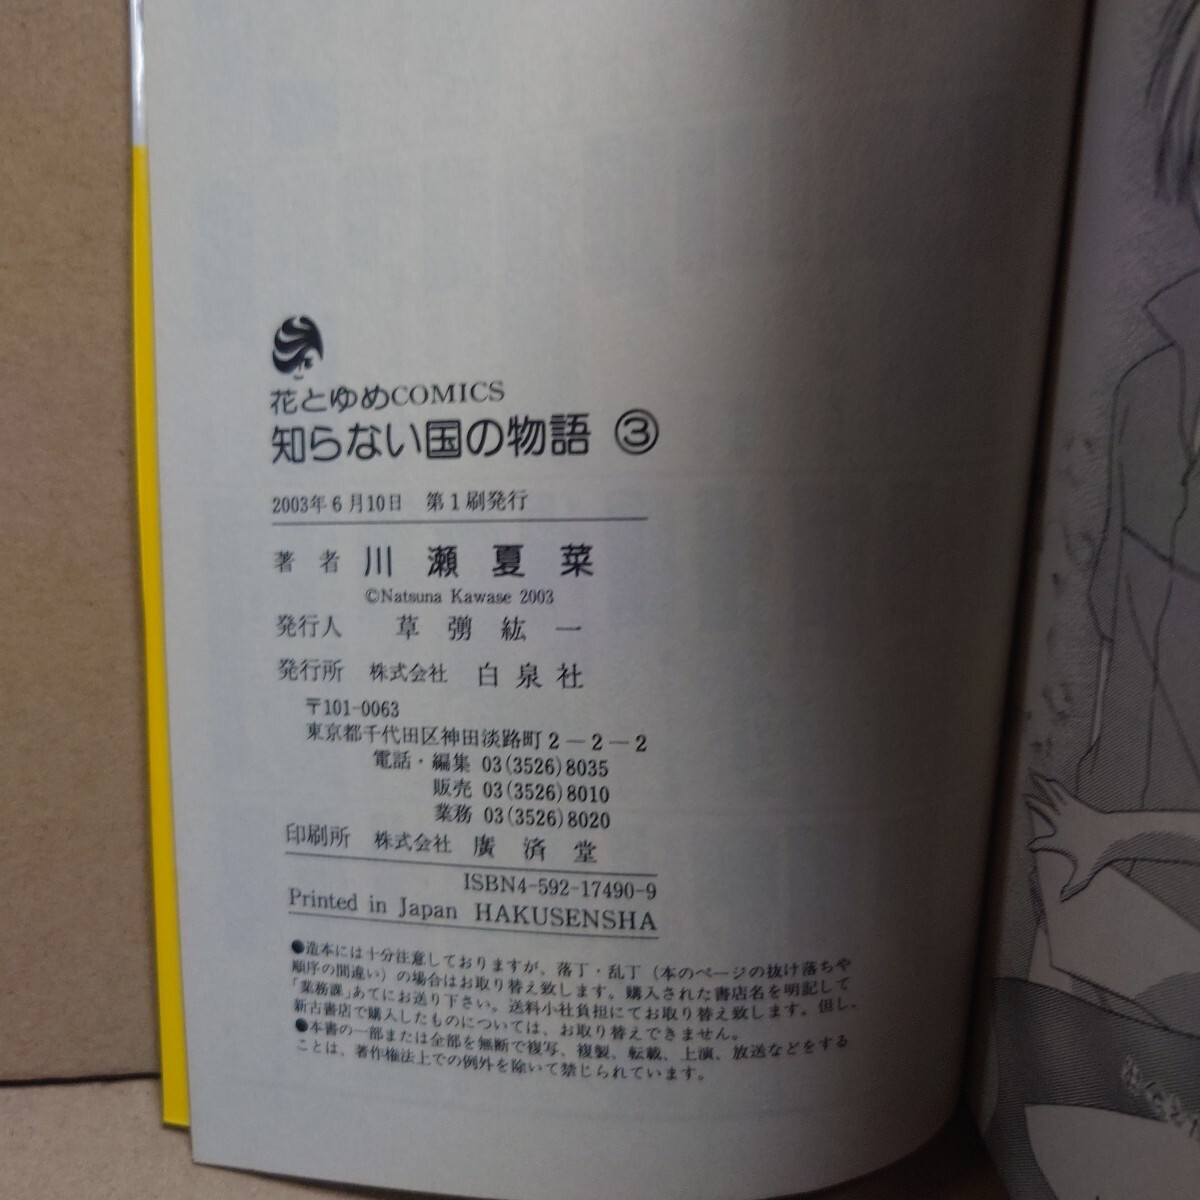 花とゆめCOMICS
知らない国の物語 ③
2003年6月10日 第1刷発行
著者 川瀬夏菜
©Natsuna Kawase 2003
発行人 草彅紘一
発行所 株式会社 白泉社
〒101-0063
東京都千代田区神田淡路町2－2－2
電話・編集 03(3526)8035
販売 03(3526)8010
業務 03(3526)8020
印刷所 株式会社 廣済堂
ISBN4-592-17490-9
Printed in Japan HAKUSENSHA
●造本には十分注意しておりますが、落丁・乱丁（本のページの抜け落ちや
順序の間違い）の場合はお取り替え致します。購入された書店名を明記して
「業務課」あてにお送り下さい。送料小社負担にてお取り替え致します。但し、
新古書店で購入したものについては、お取り替えできません。
●本書の一部または全部を無断で複写、複製、転載、上演、放送などをする
ことは、著作権法上での例外を除いて禁じられています。